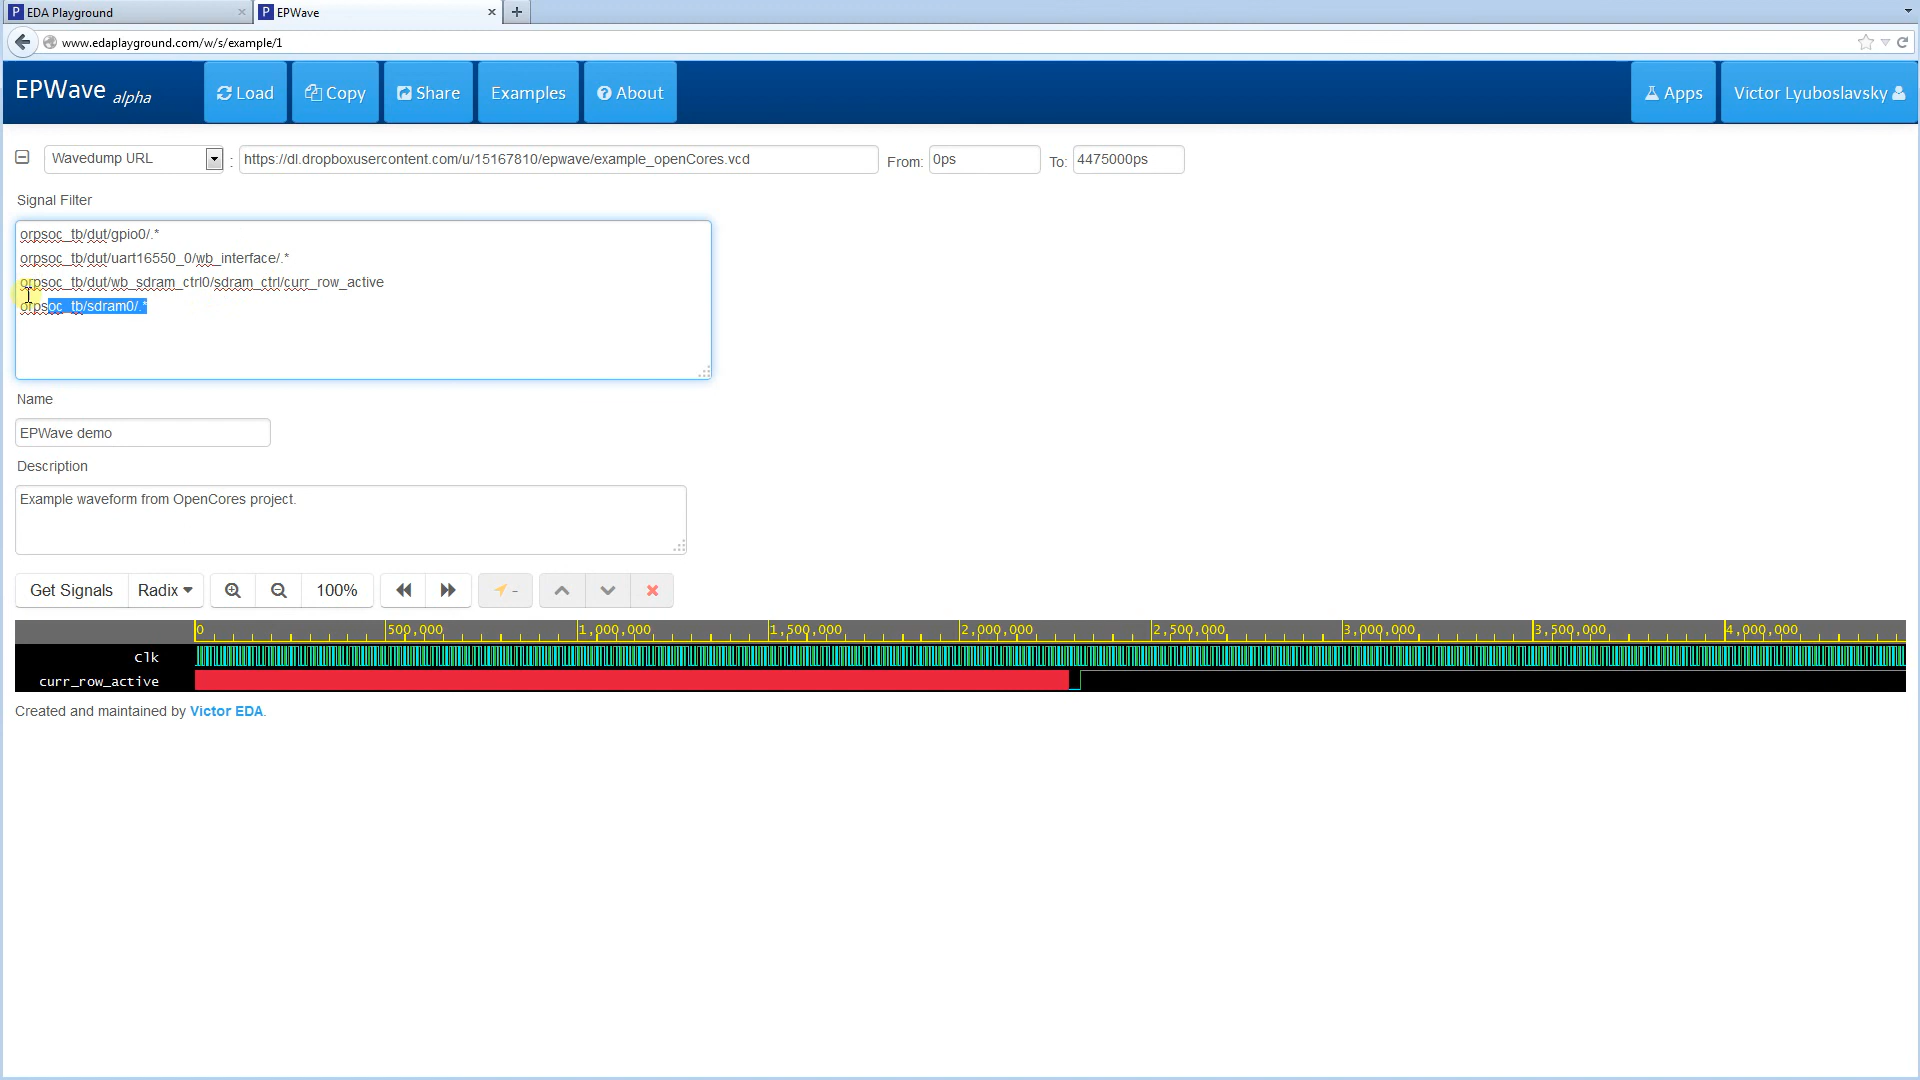 EDA Playground
EPWave
www.edaplayground.com/w/s/example/1
EPWave alpha Load Copy Share Examples About Apps Victor Lyuboslavsky
Wavedump URL : https://dl.dropboxusercontent.com/u/15167810/epwave/example_openCores.vcd From: 0ps To: 4475000ps
Signal Filter
orpsoc_tb/dut/gpio0/.*
orpsoc_tb/dut/uart16550_0/wb_interface/.*
orpsoc_tb/dut/wb_sdram_ctrl0/sdram_ctrl/curr_row_active
orpsoc_tb/sdram0/.*
Name
EPWave demo
Description
Example waveform from OpenCores project.
Get Signals Radix 100% -
0 500,000 1,000,000 1,500,000 2,000,000 2,500,000 3,000,000 3,500,000 4,000,000
clk
curr_row_active
Created and maintained by Victor EDA.